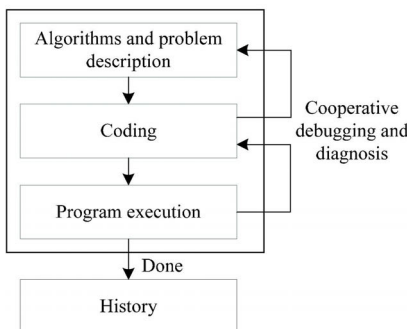 Algorithms and problem
description
Coding
Cooperative
debugging and
diagnosis
Program execution
Done
History